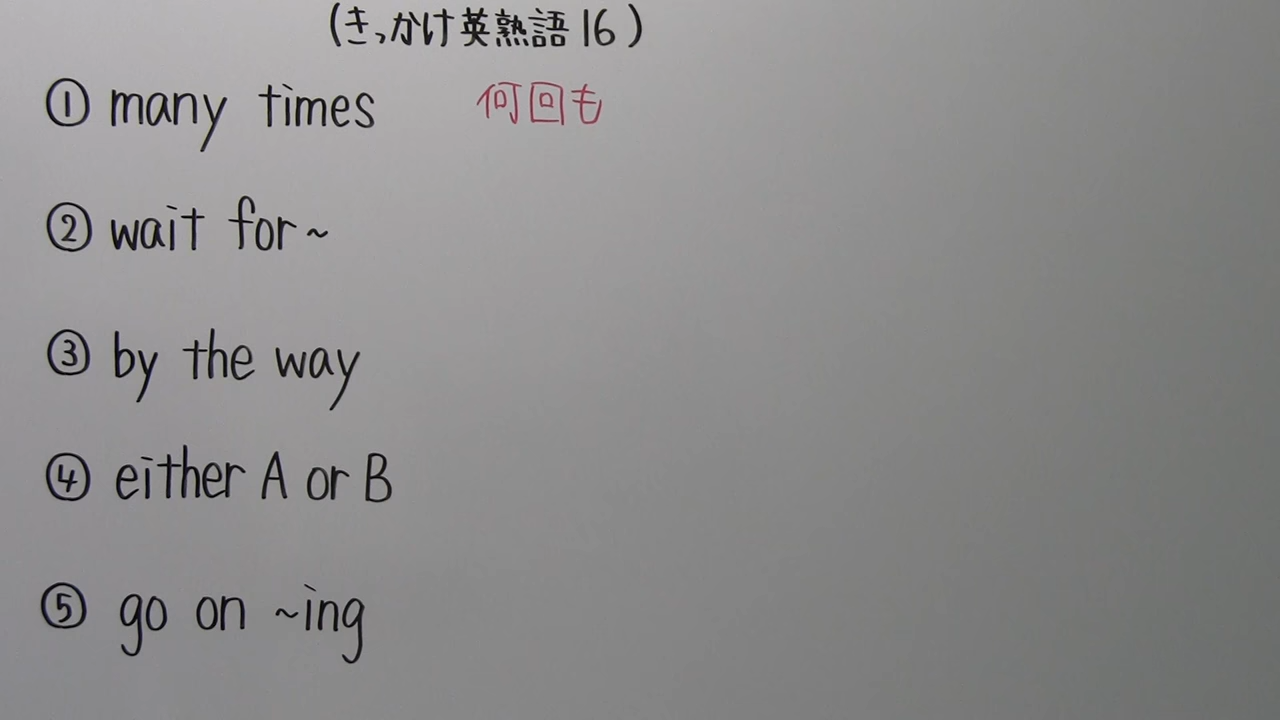 (きっかけ英熟語16)
① many times 何回も
② wait for~
③ by the way
④ either A or B
⑤ go on ~ing